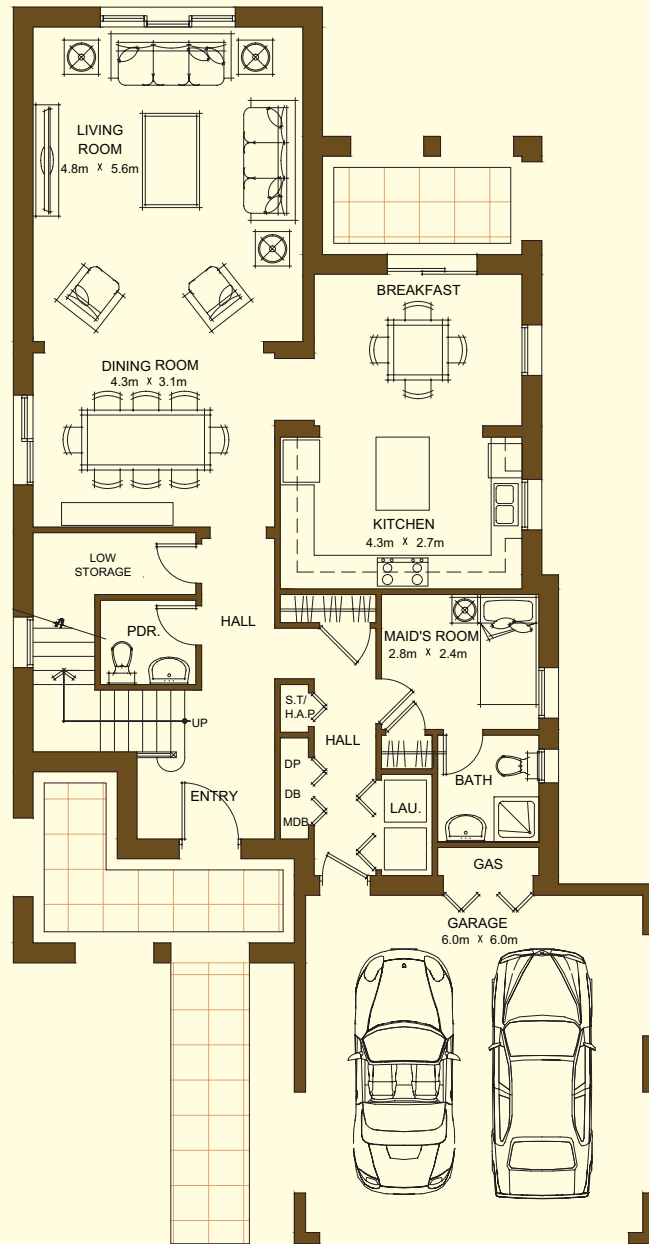 LIVING
ROOM
4.8m X 5.6m
BREAKFAST
DINING ROOM
4.3m X 3.1m
KITCHEN
4.3m X 2.7m
LOW
STORAGE
PDR.
HALL
MAID'S ROOM
2.8m X 2.4m
S.T/
H.A.P
UP
HALL
DP
DB
MDB
ENTRY
BATH
LAU.
GAS
GARAGE
6.0m X 6.0m